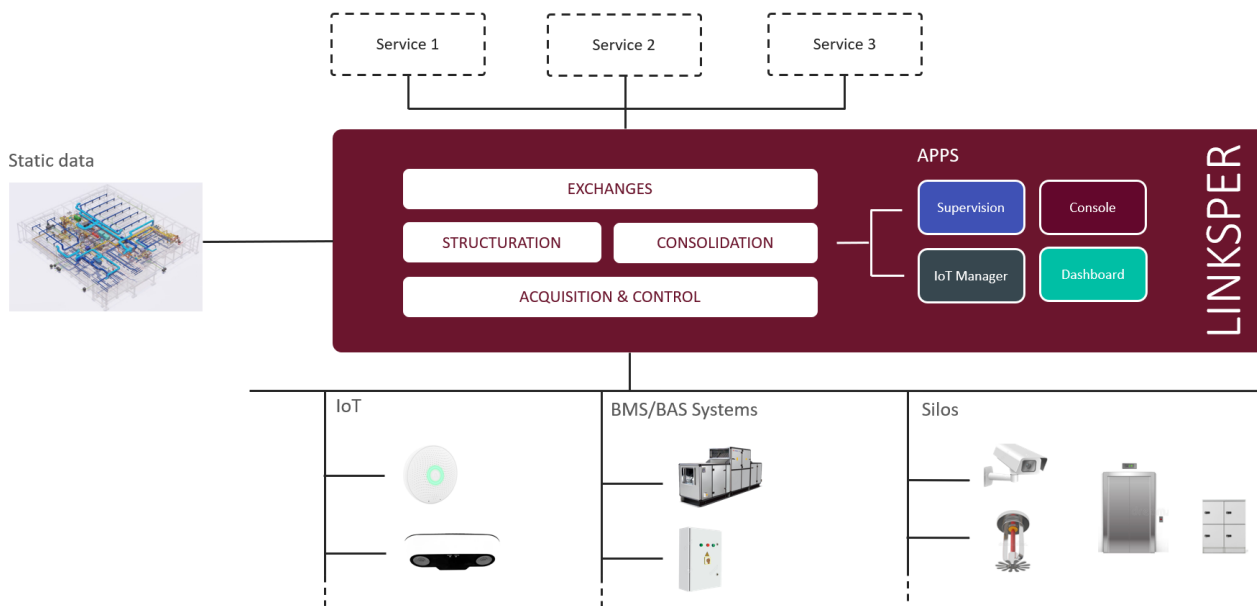 Service 1
Service 2
Service 3
Static data
EXCHANGES
STRUCTURATION
CONSOLIDATION
ACQUISITION & CONTROL
APPS
Supervision
Console
IoT Manager
Dashboard
LINKSPER
IoT
BMS/BAS Systems
Silos